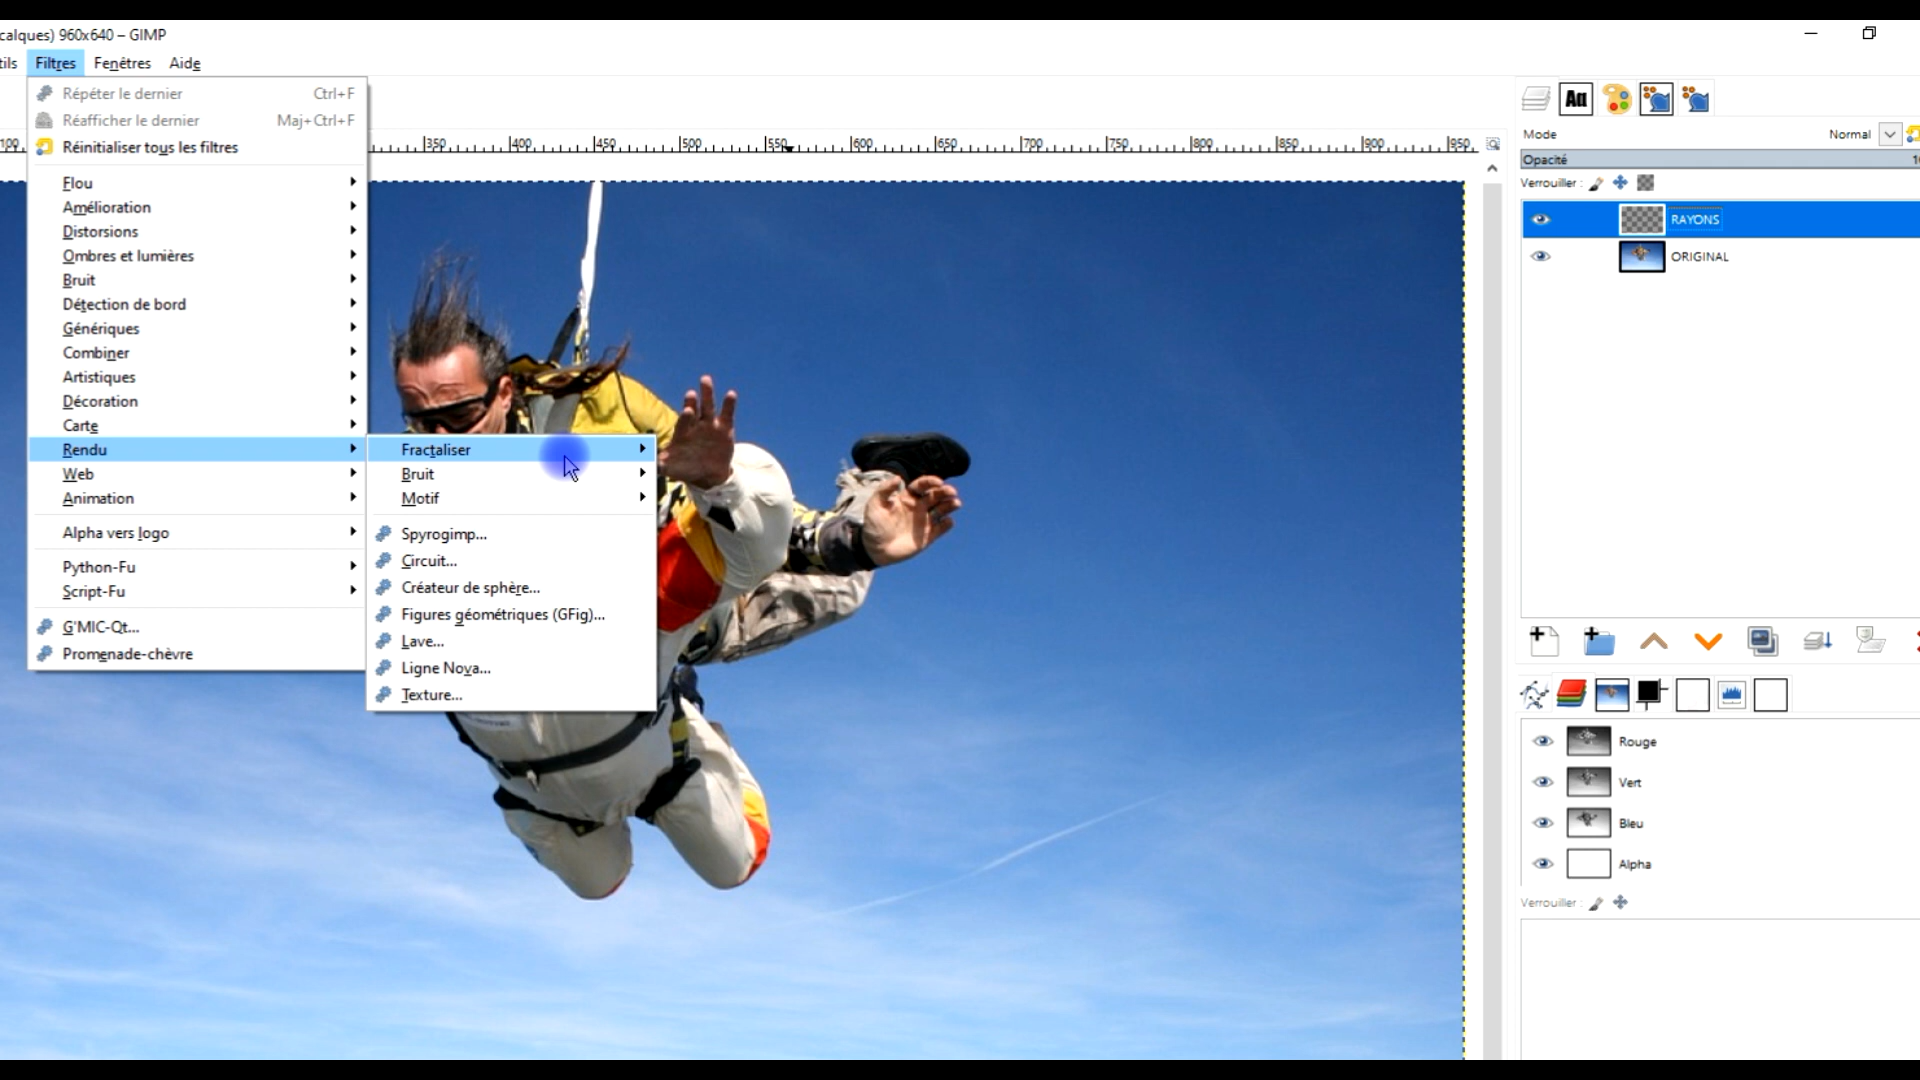 calques) 960x640 – GIMP
tils Filtres Fenêtres Aide
Répéter le dernier Ctrl+F
Réafficher le dernier Maj+Ctrl+F
Réinitialiser tous les filtres
Flou
Amélioration
Distorsions
Ombres et lumières
Bruit
Détection de bord
Génériques
Combiner
Artistiques
Décoration
Carte
Rendu
Web
Animation
Alpha vers logo
Python-Fu
Script-Fu
G'MIC-Qt...
Promenade-chèvre
Fractaliser
Bruit
Motif
Spyrogimp...
Circuit...
Créateur de sphère...
Figures géométriques (GFig)...
Lave...
Ligne Nova...
Texture...
100 350 400 450 500 550 600 650 700 750 800 850 900 950
Aa
Mode Normal
Opacité
Verrouiller :
RAYONS
ORIGINAL
Rouge
Vert
Bleu
Alpha
Verrouiller :